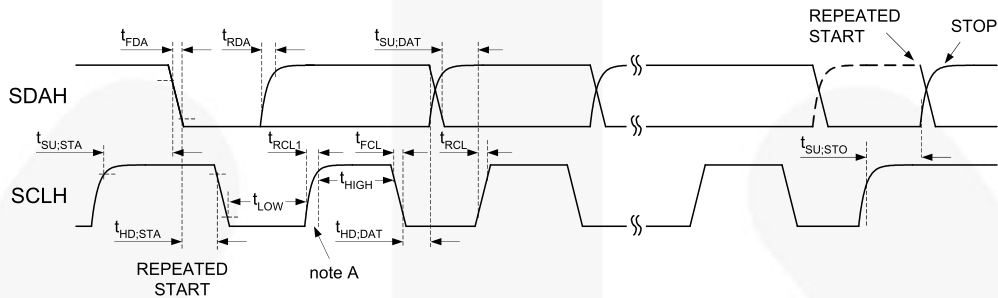 REPEATED
START
STOP
tFDA
tRDA
tSU;DAT
SDAH
tSU;STA
tRCL1
tFCL
tRCL
tSU;STO
tHIGH
SCLH
tLOW
tHD;STA
tHD;DAT
REPEATED
START
note A